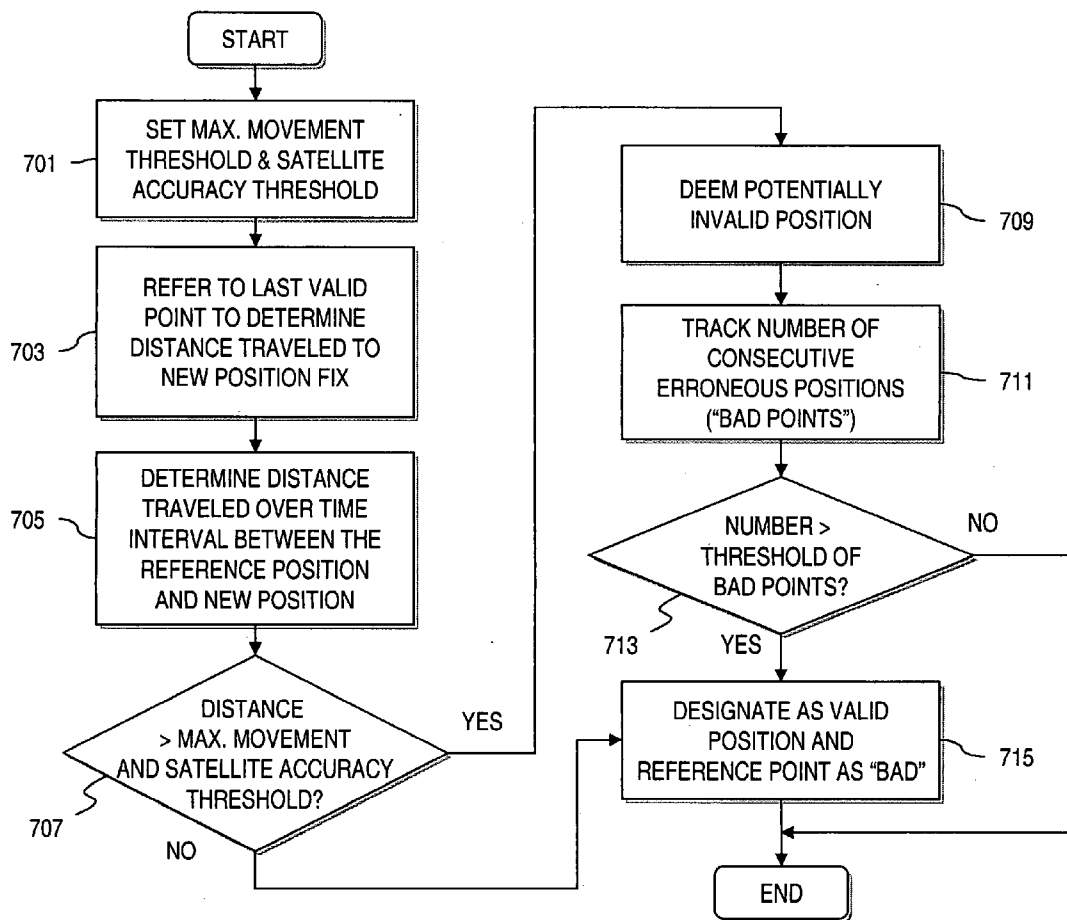 START
701
SET MAX. MOVEMENT
THRESHOLD & SATELLITE
ACCURACY THRESHOLD
703
REFER TO LAST VALID
POINT TO DETERMINE
DISTANCE TRAVELED TO
NEW POSITION FIX
705
DETERMINE DISTANCE
TRAVELED OVER TIME
INTERVAL BETWEEN THE
REFERENCE POSITION
AND NEW POSITION
DISTANCE
> MAX. MOVEMENT
AND SATELLITE ACCURACY
THRESHOLD?
707
YES
NO
DEEM POTENTIALLY
INVALID POSITION
709
TRACK NUMBER OF
CONSECUTIVE
ERRONEOUS POSITIONS
("BAD POINTS")
711
NUMBER >
THRESHOLD OF
BAD POINTS?
NO
713
YES
DESIGNATE AS VALID
POSITION AND
REFERENCE POINT AS "BAD"
715
END